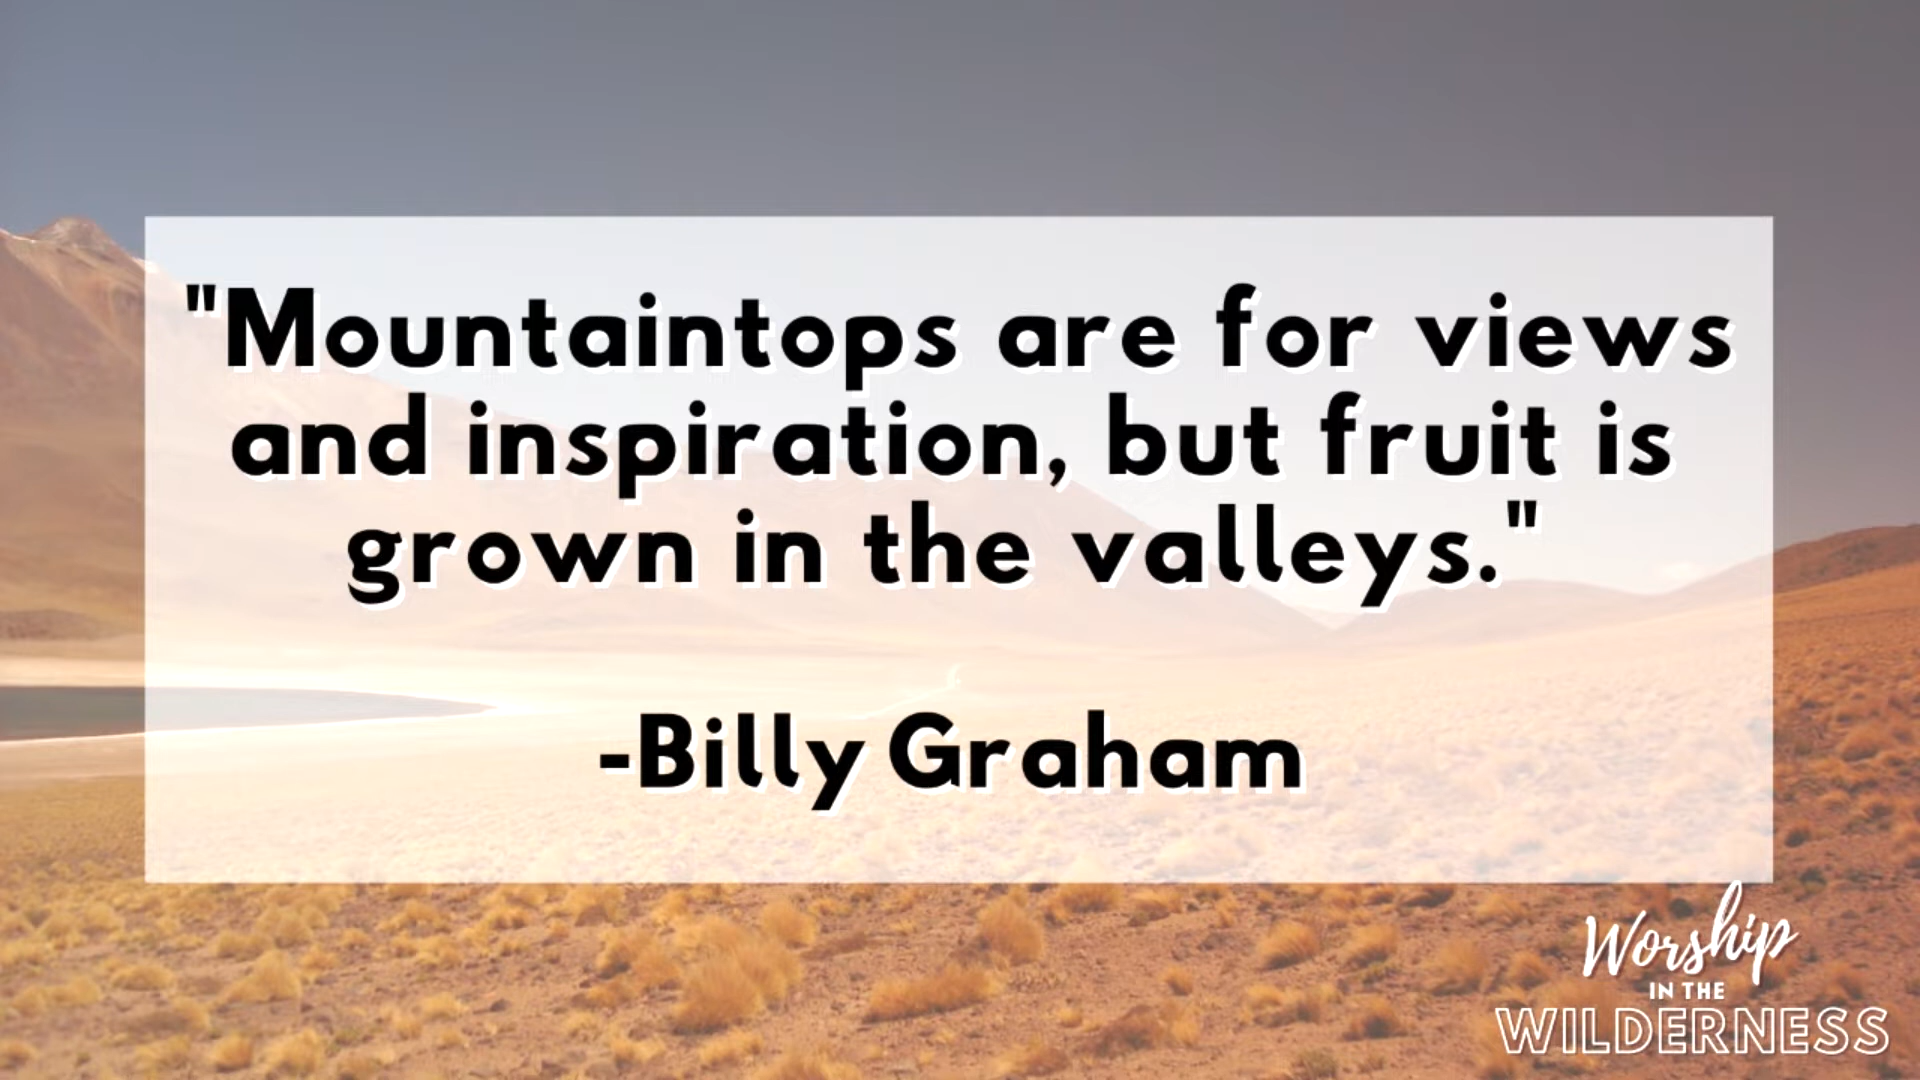 "Mountaintops are for views
and inspiration, but fruit is
grown in the valleys."
-Billy Graham
Worship
IN THE
WILDERNESS